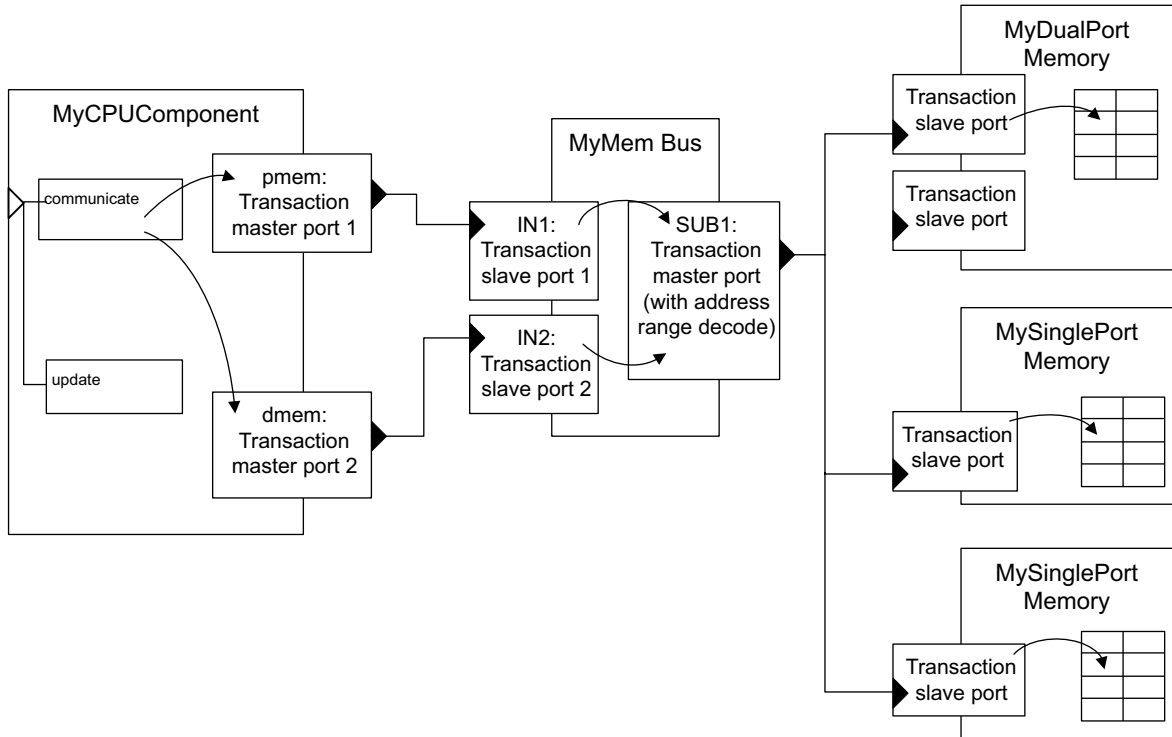 MyCPUComponent
communicate
update
pmem:
Transaction
master port 1
dmem:
Transaction
master port 2
MyMem Bus
IN1:
Transaction
slave port 1
IN2:
Transaction
slave port 2
SUB1:
Transaction
master port
(with address
range decode)
MyDualPort
Memory
Transaction
slave port
Transaction
slave port
MySinglePort
Memory
Transaction
slave port
MySinglePort
Memory
Transaction
slave port